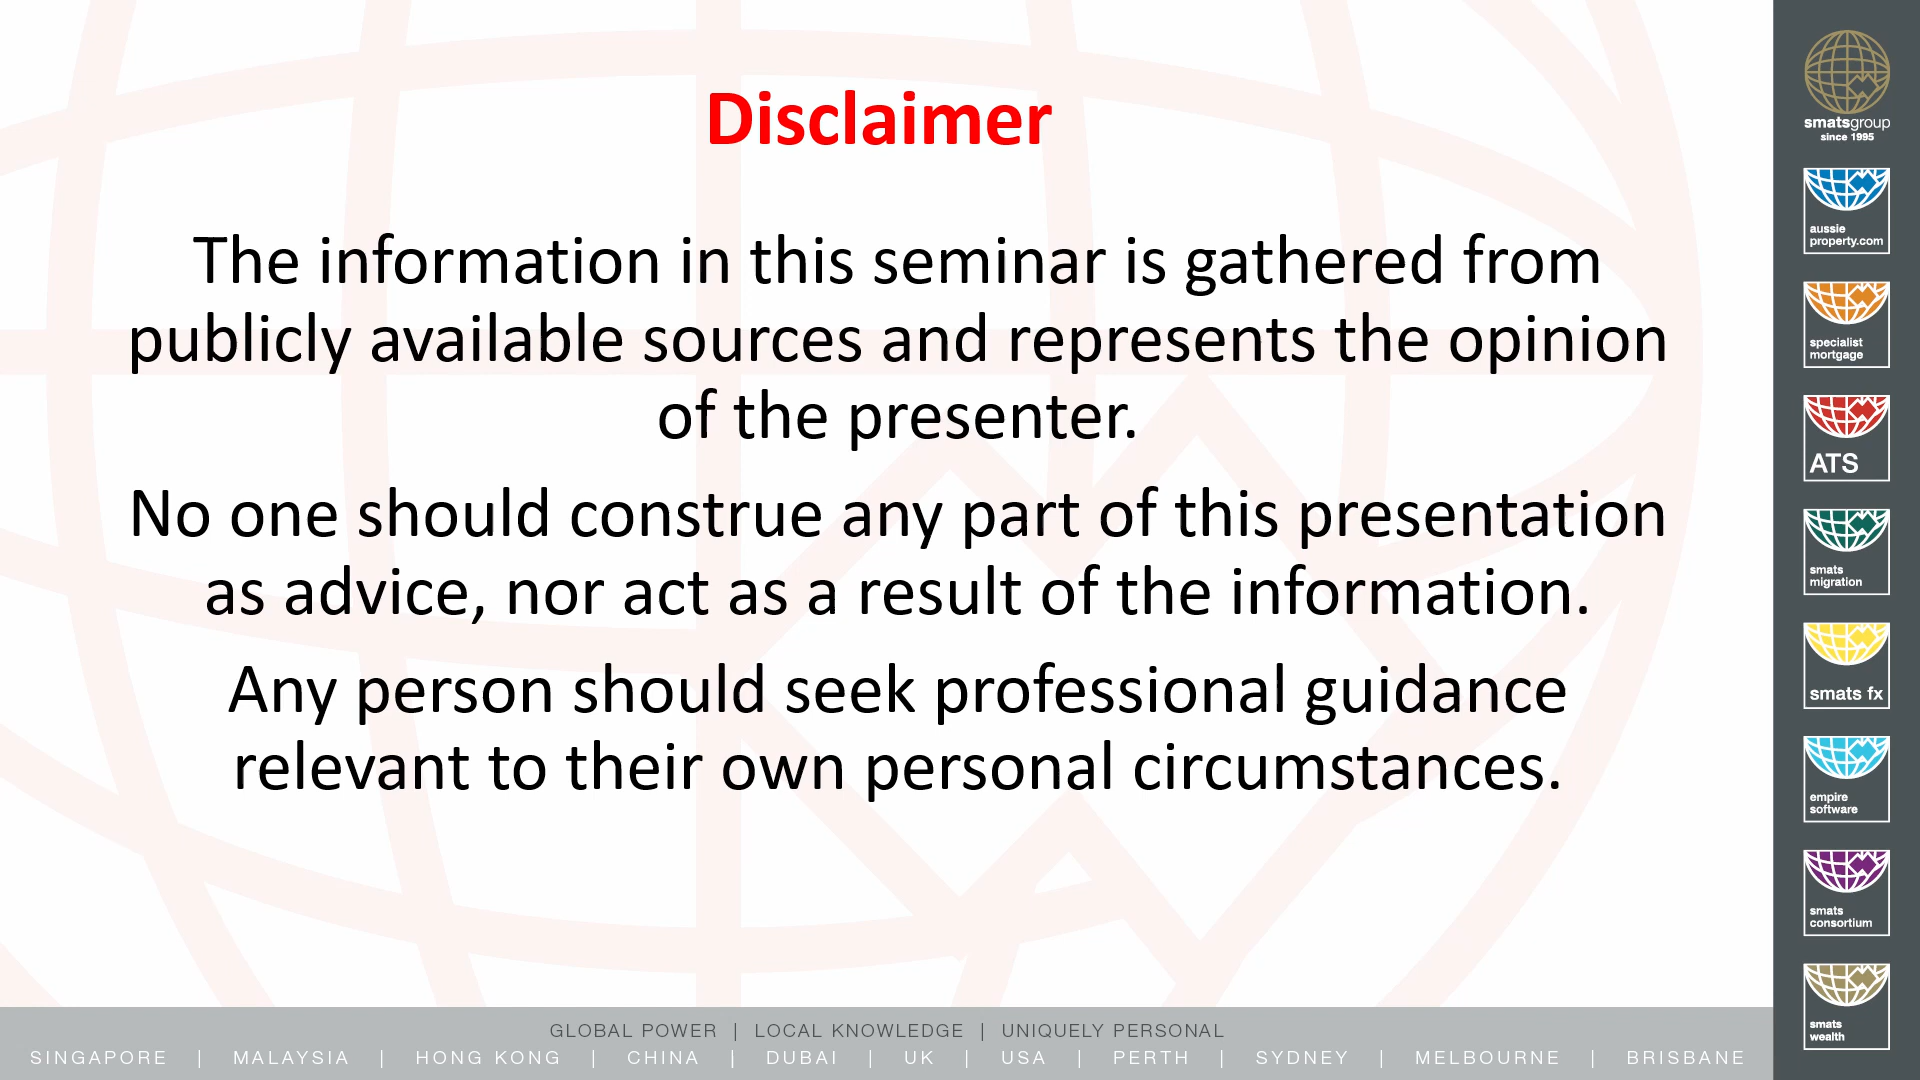 Disclaimer
The information in this seminar is gathered from
publicly available sources and represents the opinion
of the presenter.
No one should construe any part of this presentation
as advice, nor act as a result of the information.
Any person should seek professional guidance
relevant to their own personal circumstances.
GLOBAL POWER | LOCAL KNOWLEDGE | UNIQUELY PERSONAL
SINGAPORE | MALAYSIA | HONG KONG | CHINA | DUBAI | UK | USA | PERTH | SYDNEY | MELBOURNE | BRISBANE
smatsgroup
since 1995
aussie
property.com
specialist
mortgage
ATS
smats
migration
smats fx
empire
software
smats
consortium
smats
wealth